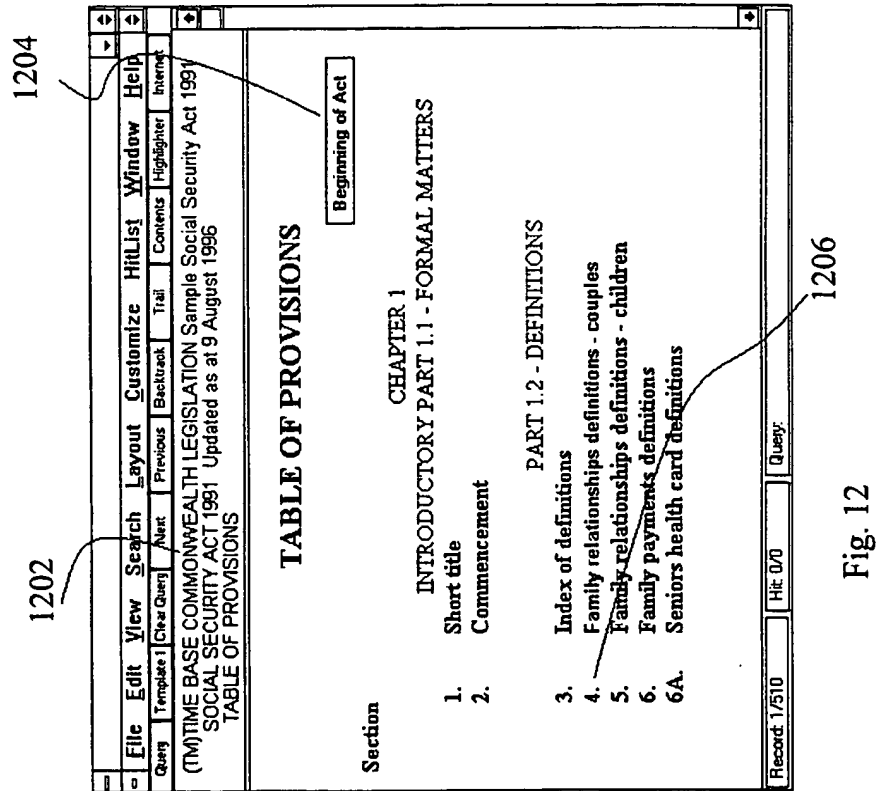 1202
1204
File Edit View Search Layout Customize HitList Window Help
Query Template 1 Clear Query Next Previous Backtrack Trail Contents Highlighter Internet
(TM)TIME BASE COMMONWEALTH LEGISLATION Sample Social Security Act 1991
SOCIAL SECURITY ACT 1991 Updated as at 9 August 1996
TABLE OF PROVISIONS
TABLE OF PROVISIONS
Beginning of Act
Section
CHAPTER 1
INTRODUCTORY PART 1.1 - FORMAL MATTERS
1. Short title
2. Commencement
PART 1.2 - DEFINITIONS
3. Index of definitions
4. Family relationships definitions - couples
5. Family relationships definitions - children
6. Family payments definitions
6A. Seniors health card definitions
1206
Record: 1/510 Hit: 0/0 Query:
Fig. 12